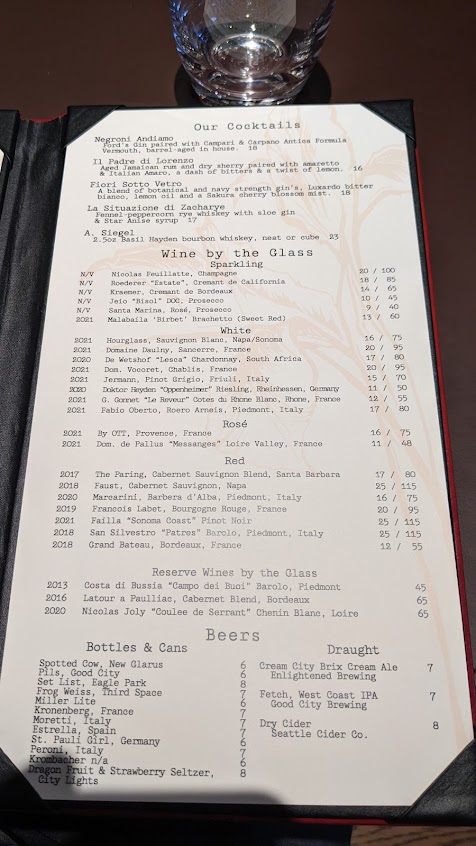 Our Cocktails
Negroni Andiamo
Ford's Gin paired with Campari & Carpano Antica Formula
Vermouth, barrel-aged in house. 18
Il Padre di Lorenzo
Aged Jamaican rum and dry sherry paired with amaretto
& Italian Amaro, a dash of bitters & a twist of lemon. 16
Fiori Sotto Vetro
A blend of botanical and navy strength gin's, Luxardo bitter
bianco, lemon oil and a Sakura cherry blossom mist. 18
La Situazione di Zacharye
Fennel-peppercorn rye whiskey with sloe gin
& Star Anise syrup 17
A. Siegel
2.5oz Basil Hayden bourbon whiskey, neat or cube 23
Wine by the Glass
Sparkling
N/V Nicolas Feuillatte, Champagne 20 / 100
N/V Roederer "Estate", Cremant de California 18 / 85
N/V Kraemer, Cremant de Bordeaux 14 / 65
N/V Jeio "Bisol" DOC, Prosecco 10 / 45
N/V Santa Marina, Rosé, Prosecco 9 / 40
2021 Malabaila 'Birbet' Brachetto (Sweet Red) 13 / 60
White
2021 Hourglass, Sauvignon Blanc, Napa/Sonoma 16 / 75
2021 Domaine Daulny, Sancerre, France 20 / 95
2020 De Wetshof "Lesca" Chardonnay, South Africa 17 / 80
2021 Dom. Vocoret, Chablis, France 20 / 95
2021 Jermann, Pinot Grigio, Friuli, Italy 15 / 70
2020 Doktor Heyden "Oppenheimer" Riesling, Rheinhessen, Germany 11 / 50
2021 G. Gonnet "Le Reveur" Cotes du Rhone Blanc, Rhone, France 12 / 55
2021 Fabio Oberto, Roero Arneis, Piedmont, Italy 17 / 80
Rosé
2021 By OTT, Provence, France 16 / 75
2021 Dom. de Pallus "Messanges" Loire Valley, France 11 / 48
Red
2017 The Paring, Cabernet Sauvignon Blend, Santa Barbara 17 / 80
2018 Faust, Cabernet Sauvignon, Napa 25 / 115
2020 Marcarini, Barbera d'Alba, Piedmont, Italy 16 / 75
2019 Francois Labet, Bourgogne Rouge, France 20 / 95
2021 Failla "Sonoma Coast" Pinot Noir 25 / 115
2018 San Silvestro "Patres" Barolo, Piedmont, Italy 25 / 115
2018 Grand Bateau, Bordeaux, France 12 / 55
Reserve Wines by the Glass
2013 Costa di Bussia "Campo dei Buoi" Barolo, Piedmont 45
2016 Latour a Paulliac, Cabernet Blend, Bordeaux 65
2020 Nicolas Joly "Coulee de Serrant" Chenin Blanc, Loire 65
Beers
Bottles & Cans
Spotted Cow, New Glarus 6
Pils, Good City 6
Set List, Eagle Park 8
Frog Weiss, Third Space 7
Miller Lite 6
Kronenberg, France 7
Moretti, Italy 7
Estrella, Spain 7
St. Pauli Girl, Germany 6
Peroni, Italy 7
Krombacher n/a 6
Dragon Fruit & Strawberry Seltzer, 8
City Lights
Draught
Cream City Brix Cream Ale 7
Enlightened Brewing
Fetch, West Coast IPA 7
Good City Brewing
Dry Cider 8
Seattle Cider Co.